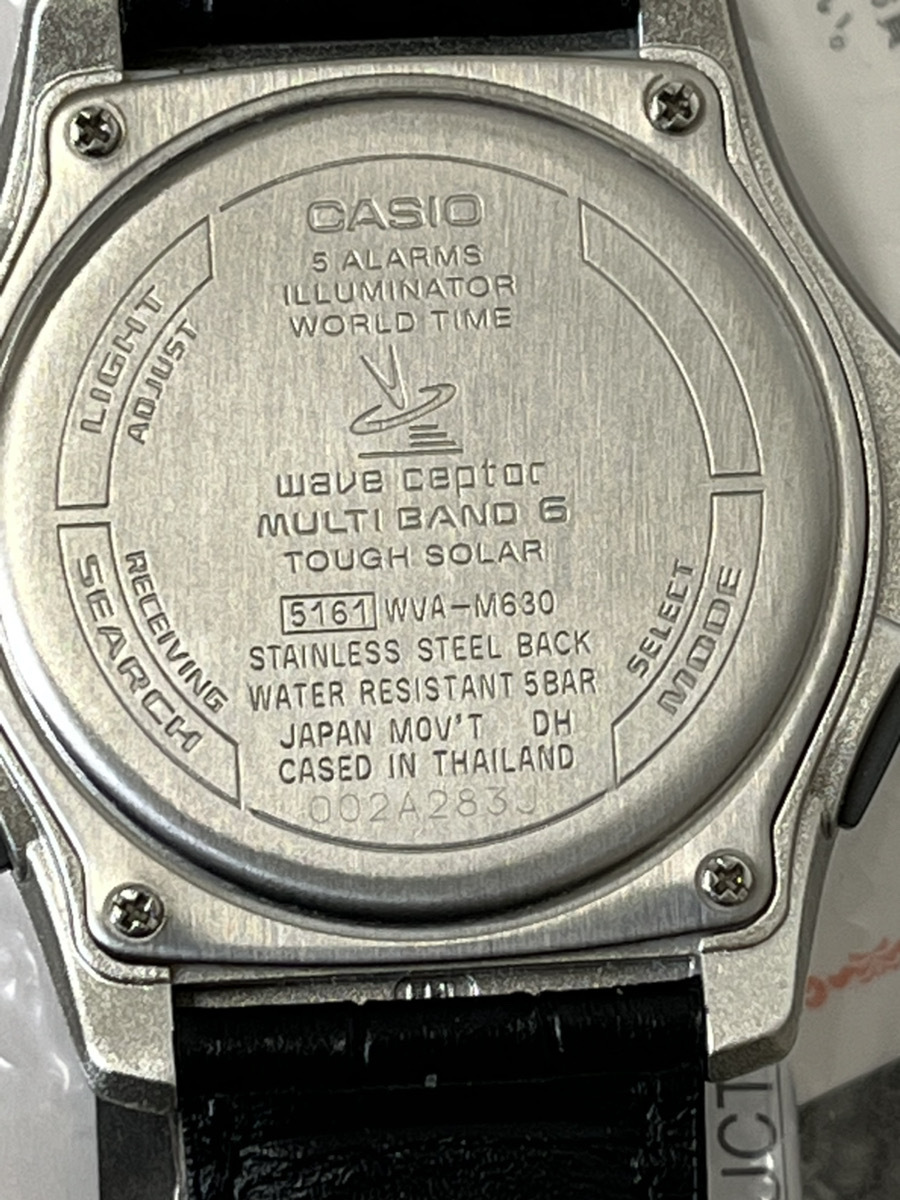 CASIO
5 ALARMS
ILLUMINATOR
WORLD TIME
wave ceptor
MULTI BAND 6
TOUGH SOLAR
5161 WVA-M630
STAINLESS STEEL BACK
WATER RESISTANT 5BAR
JAPAN MOV'T DH
CASED IN THAILAND
002A283J
LIGHT
ADJUST
SEARCH
RECEIVING
SELECT
MODE